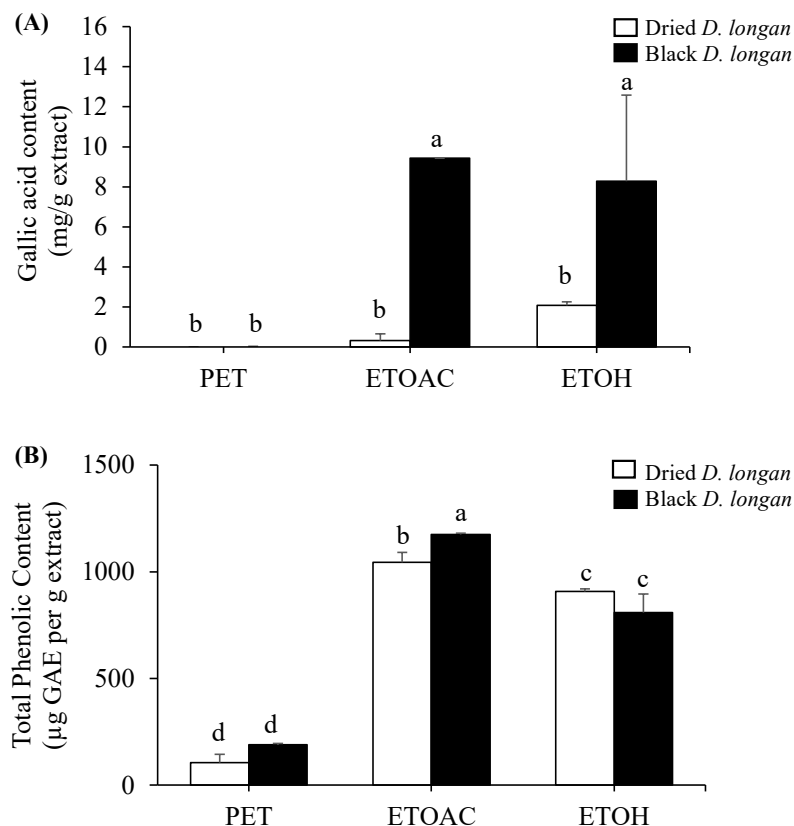 (A)
Dried D. longan
Black D. longan
Gallic acid content
(mg/g extract)
16
14
12
10
8
6
4
2
0
b
b
b
a
b
a
PET
ETOAC
ETOH
(B)
Dried D. longan
Black D. longan
Total Phenolic Content
(µg GAE per g extract)
1500
1000
500
0
d
d
b
a
c
c
PET
ETOAC
ETOH